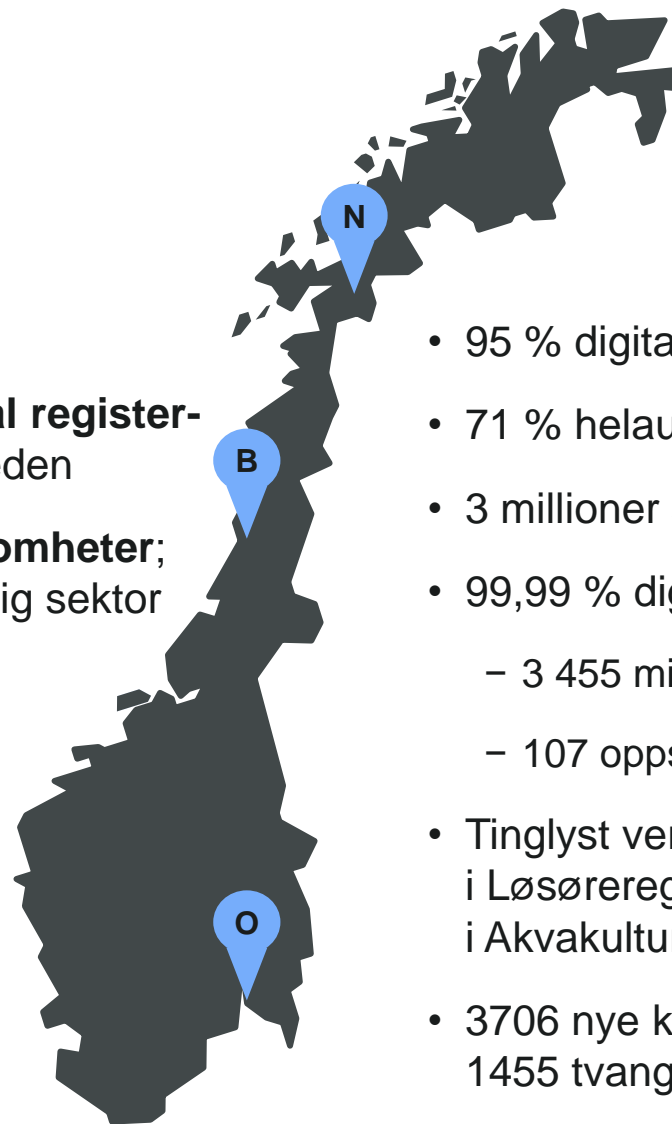 N
al register-
eden
B
omheter;
ig sektor
O
• 95 % digita
• 71 % helau
• 3 millioner
• 99,99 % dig
− 3 455 mi
− 107 opps
• Tinglyst ver
i Løsørereg
i Akvakultu
• 3706 nye k
1455 tvang